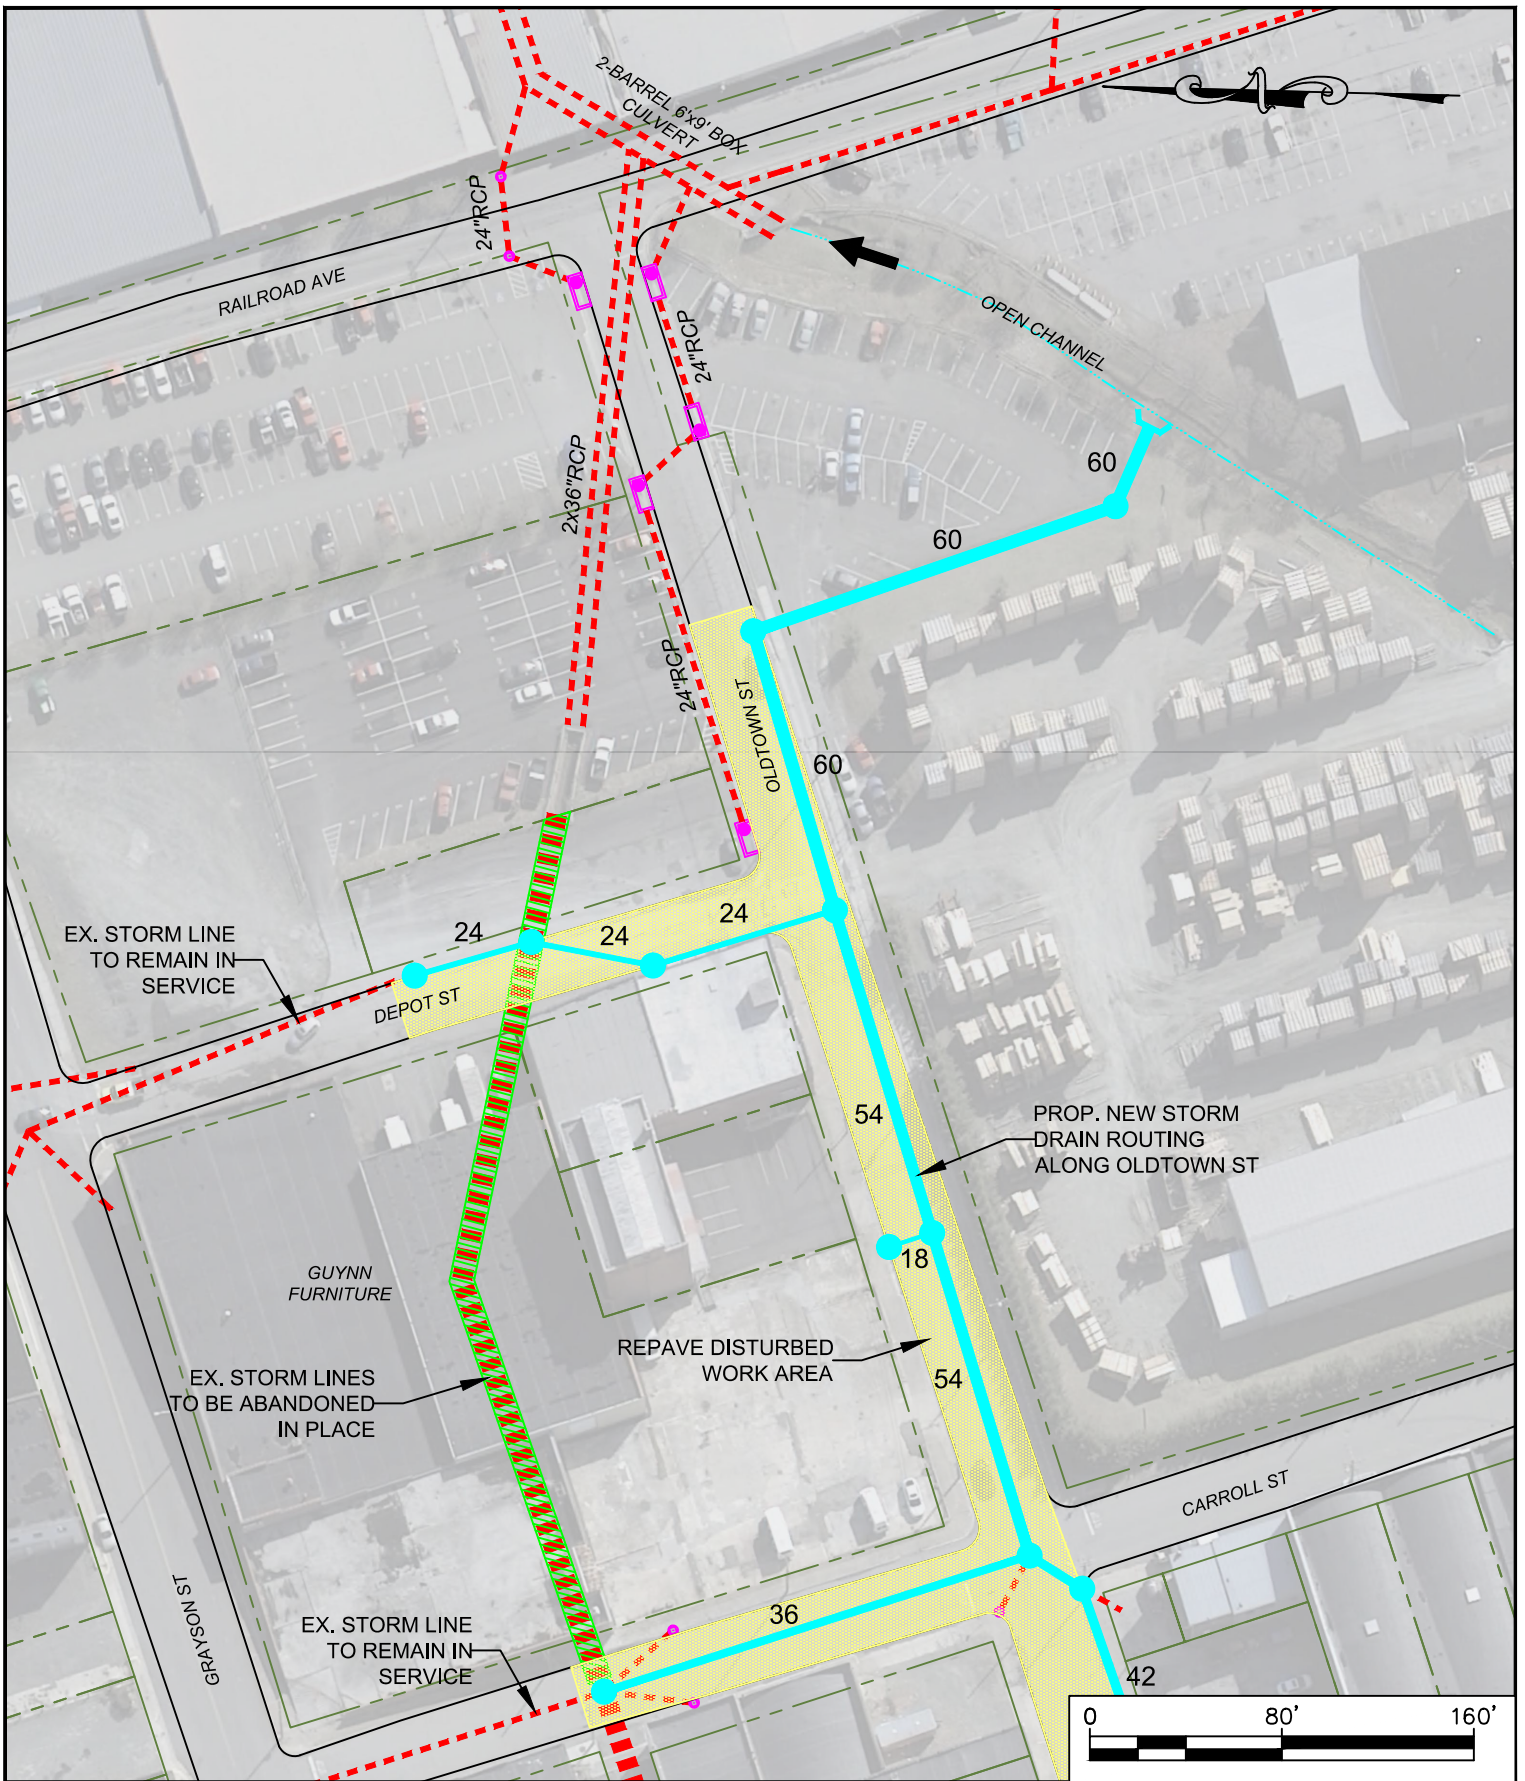 2-BARREL 6'x9' BOX
CULVERT
N
24"RCP
RAILROAD AVE
24"RCP
OPEN CHANNEL
60
2x36"RCP
60
24"RCP
OLDTOWN ST
60
24
24
24
EX. STORM LINE
TO REMAIN IN
SERVICE
DEPOT ST
54
PROP. NEW STORM
DRAIN ROUTING
ALONG OLDTOWN ST
18
GUYNN
FURNITURE
REPAVE DISTURBED
WORK AREA
54
EX. STORM LINES
TO BE ABANDONED
IN PLACE
CARROLL ST
GRAYSON ST
36
EX. STORM LINE
TO REMAIN IN
SERVICE
42
0 80' 160'